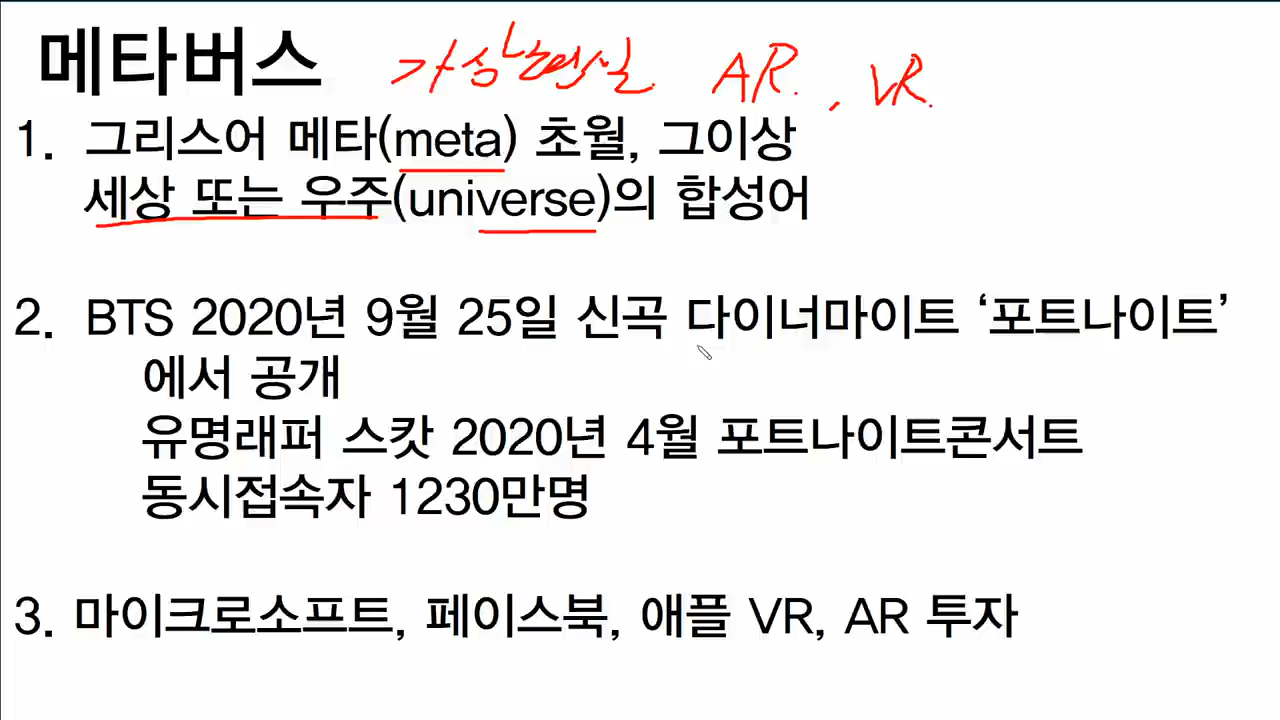 메타버스 가상현실 AR. , VR.
1. 그리스어 메타(meta) 초월, 그이상
세상 또는 우주(universe)의 합성어
2. BTS 2020년 9월 25일 신곡 다이너마이트 ‘포트나이트’
에서 공개
유명래퍼 스캇 2020년 4월 포트나이트콘서트
동시접속자 1230만명
3. 마이크로소프트, 페이스북, 애플 VR, AR 투자